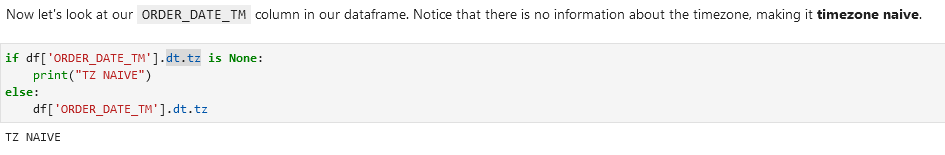 Now let's look at our ORDER_DATE_TM column in our dataframe. Notice that there is no information about the timezone, making it timezone naive.
if df['ORDER_DATE_TM'].dt.tz is None:
    print("TZ NAIVE")
else:
    df['ORDER_DATE_TM'].dt.tz
TZ NAIVE